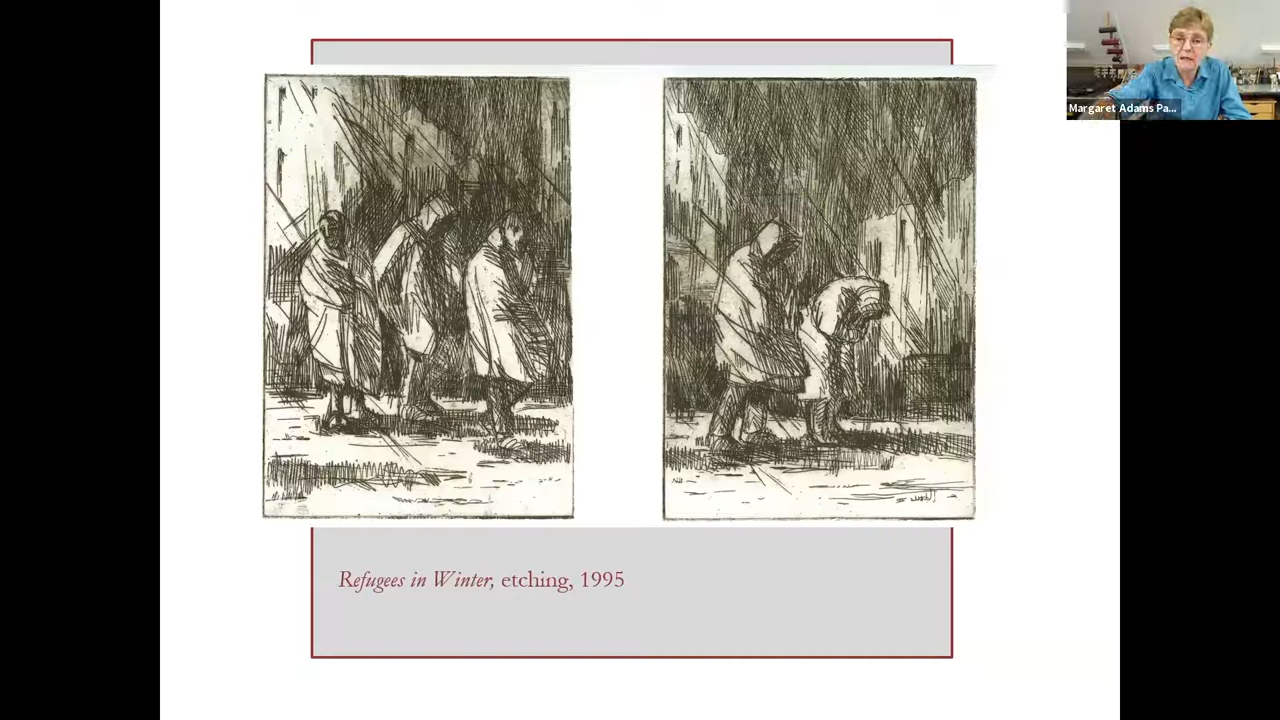 Margaret Adams Pa...
Refugees in Winter, etching, 1995